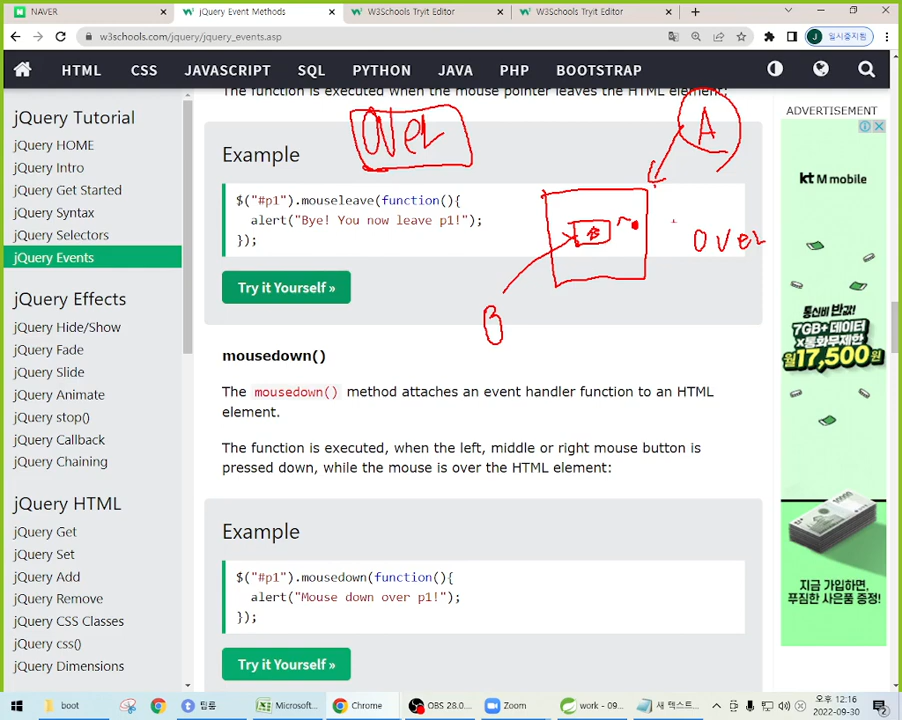 NAVER
jQuery Event Methods
W3Schools Tryit Editor
W3Schools Tryit Editor
w3schools.com/jquery/jquery_events.asp
J
일시중지됨
HTML
CSS
JAVASCRIPT
SQL
PYTHON
JAVA
PHP
BOOTSTRAP
jQuery Tutorial
jQuery HOME
jQuery Intro
jQuery Get Started
jQuery Syntax
jQuery Selectors
jQuery Events
jQuery Effects
jQuery Hide/Show
jQuery Fade
jQuery Slide
jQuery Animate
jQuery stop()
jQuery Callback
jQuery Chaining
jQuery HTML
jQuery Get
jQuery Set
jQuery Add
jQuery Remove
jQuery CSS Classes
jQuery css()
jQuery Dimensions
The function is executed when the mouse pointer leaves the HTML element:
over
A
Example
$("#p1").mouseleave(function(){
alert("Bye! You now leave p1!");
});
B
over
Try it Yourself »
B
mousedown()
The mousedown() method attaches an event handler function to an HTML
element.
The function is executed, when the left, middle or right mouse button is
pressed down, while the mouse is over the HTML element:
Example
$("#p1").mousedown(function(){
alert("Mouse down over p1!");
});
Try it Yourself »
ADVERTISEMENT
kt M mobile
통신비 반값!
7GB+데이터
x통화무제한
월17,500원
지금 가입하면,
푸짐한 사은품 증정!
boot
팀룸
Microsoft...
Chrome
OBS 28.0...
Zoom
work - 09...
새 텍스트...
오후 12:16
2022-09-30
2